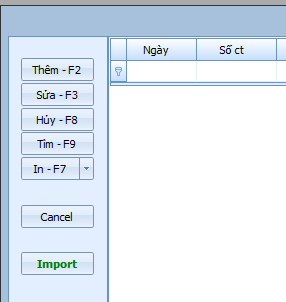 Ngày Số ct
Thêm - F2
Sửa - F3
Hủy - F8
Tìm - F9
In - F7
Cancel
Import